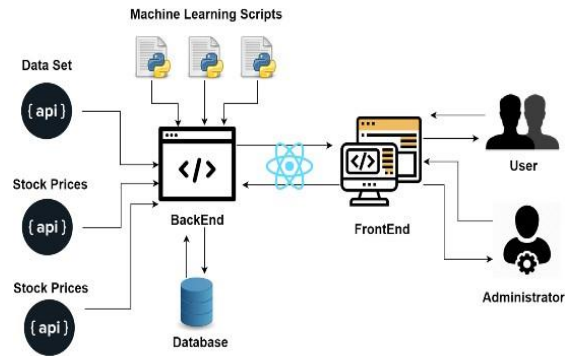 Machine Learning Scripts
Data Set
{ api }
Stock Prices
{ api }
Stock Prices
{ api }
</>
BackEnd
</>
FrontEnd
User
Administrator
Database